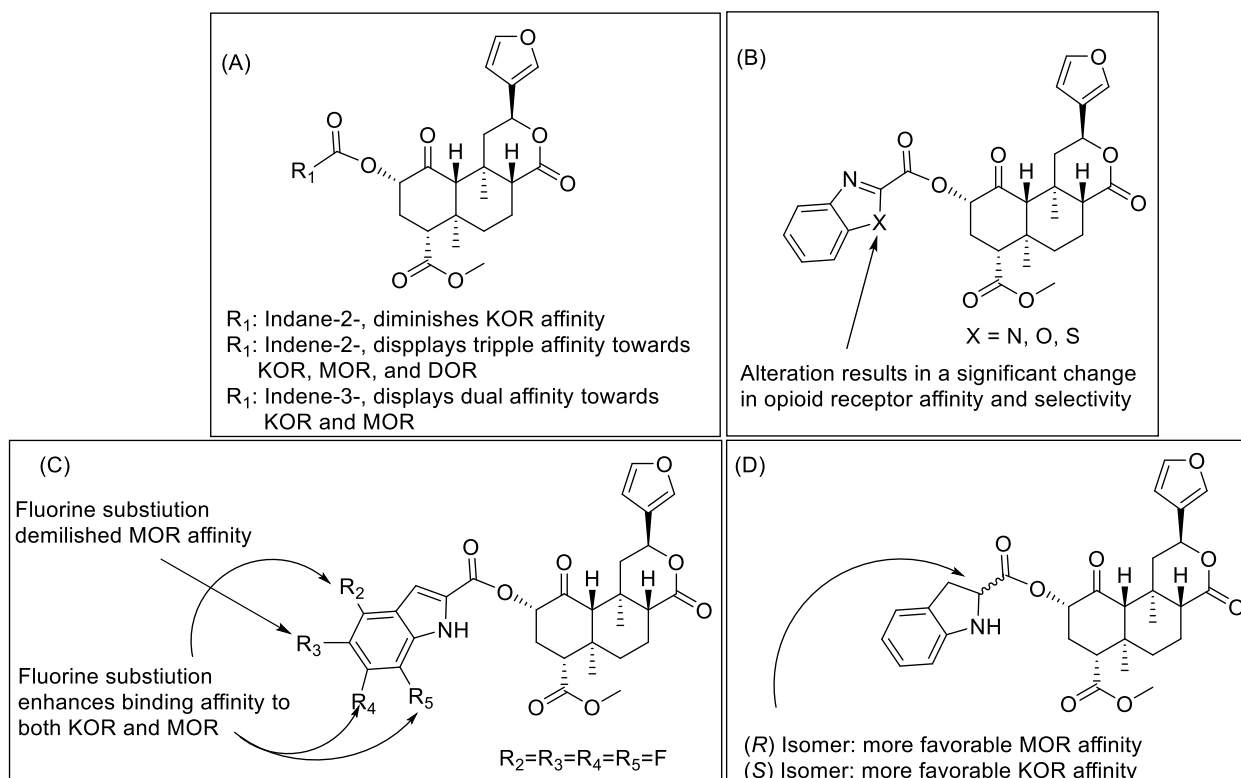 (A)
O
O
O
H
H
R₁
O
O
O
O
O
R₁: Indane-2-, diminishes KOR affinity
R₁: Indene-2-, dispplays tripple affinity towards
KOR, MOR, and DOR
R₁: Indene-3-, displays dual affinity towards
KOR and MOR
(B)
O
O
O
H
H
O
N
O
O
X
O
O
X = N, O, S
Alteration results in a significant change
in opioid receptor affinity and selectivity
(C)
Fluorine substiution
demilished MOR affinity
O
O
O
H
H
O
R₂
O
O
NH
R₃
Fluorine substiution
enhances binding affinity to
both KOR and MOR
R₄
R₅
O
O
R₂=R₃=R₄=R₅=F
(D)
O
O
O
H
H
O
O
O
NH
O
O
(R) Isomer: more favorable MOR affinity
(S) Isomer: more favorable KOR affinity